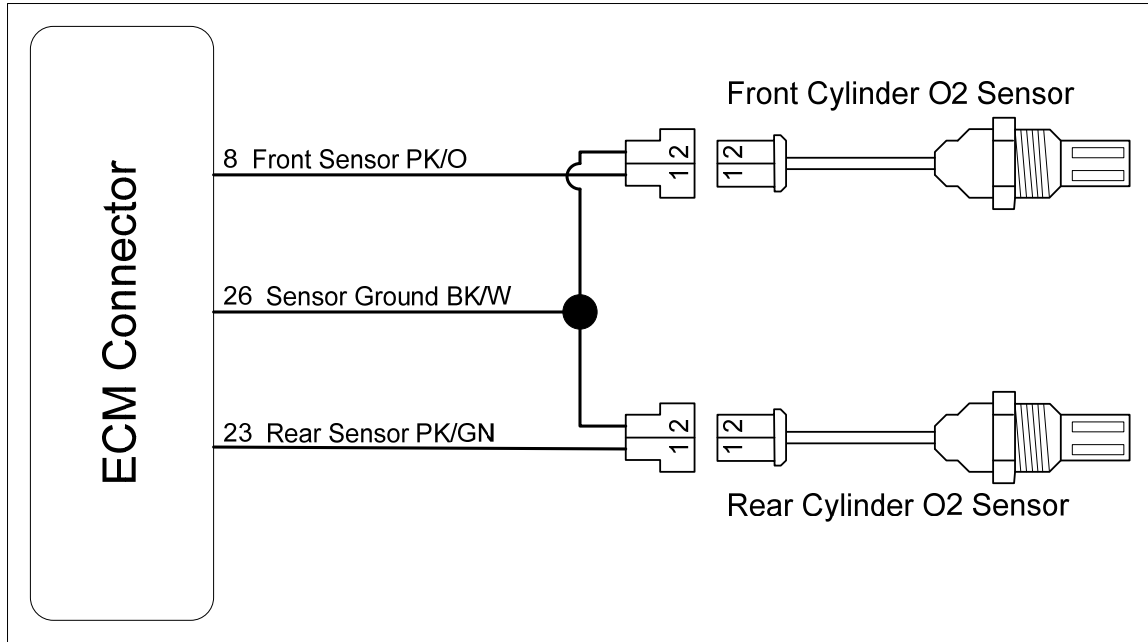 Front Cylinder O2 Sensor
8 Front Sensor PK/O
2
1
2
1
ECM Connector
26 Sensor Ground BK/W
23 Rear Sensor PK/GN
2
1
2
1
Rear Cylinder O2 Sensor